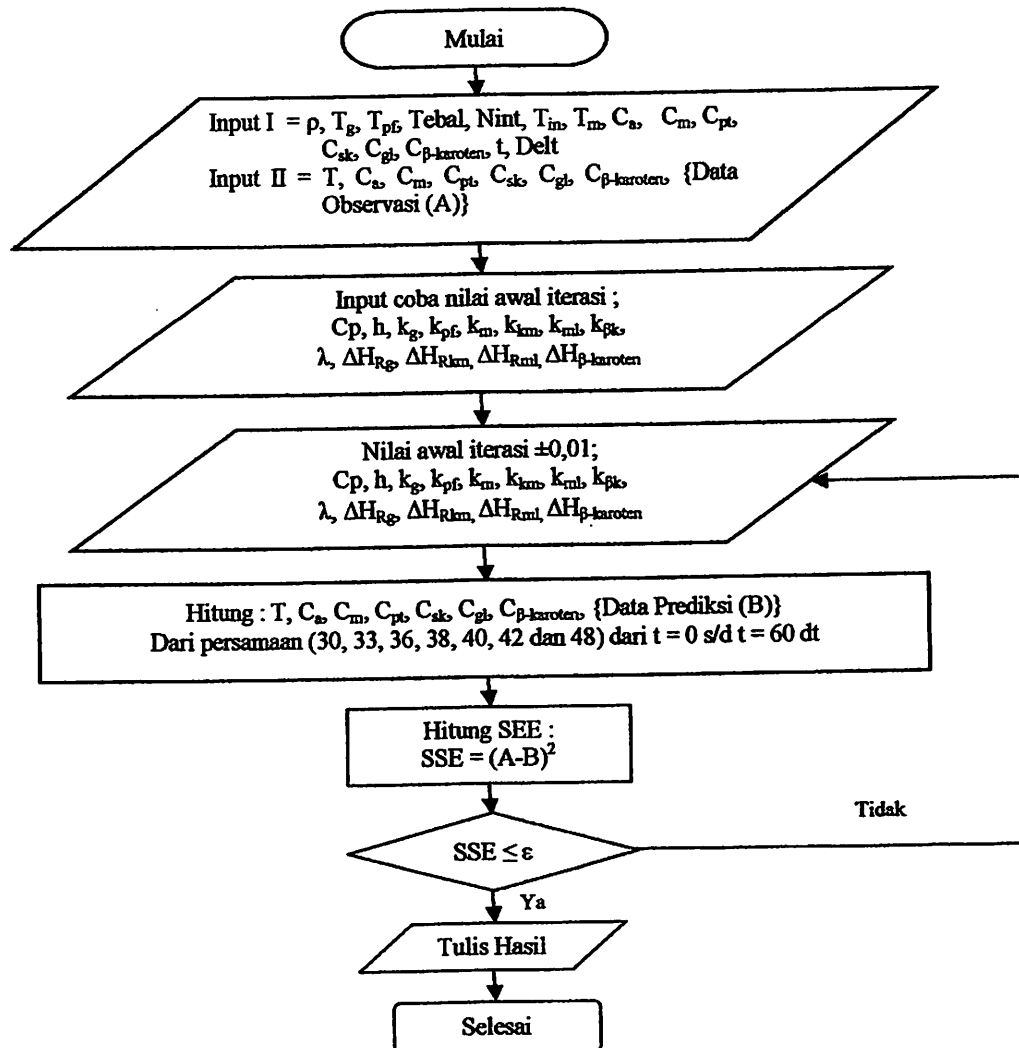 Mulai
Input I = ρ, T_g, T_pf, Tebal, Nint, T_in, T_m, C_a, C_m, C_pt,
C_sk, C_gl, C_β-karoten, t, Delt
Input II = T, C_a, C_m, C_pt, C_sk, C_gl, C_β-karoten, {Data
Observasi (A)}
Input coba nilai awal iterasi ;
Cp, h, k_g, k_pf, k_m, k_km, k_ml, k_βk,
λ, ΔH_Rg, ΔH_Rkm, ΔH_Rml, ΔH_β-karoten
Nilai awal iterasi ±0,01;
Cp, h, k_g, k_pf, k_m, k_km, k_ml, k_βk,
λ, ΔH_Rg, ΔH_Rkm, ΔH_Rml, ΔH_β-karoten
Hitung : T, C_a, C_m, C_pt, C_sk, C_gl, C_β-karoten, {Data Prediksi (B)}
Dari persamaan (30, 33, 36, 38, 40, 42 dan 48) dari t = 0 s/d t = 60 dt
Hitung SEE :
SSE = (A-B)²
Tidak
SSE ≤ ε
Ya
Tulis Hasil
Selesai